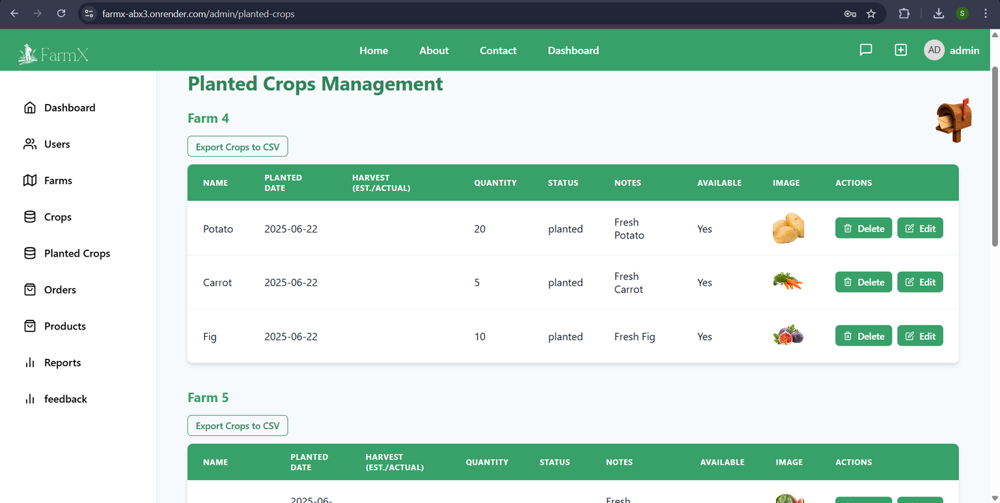 farmx-abx3.onrender.com/admin/planted-crops
S
FarmX
Home About Contact Dashboard
AD admin
Dashboard
Users
Farms
Crops
Planted Crops
Orders
Products
Reports
feedback
Planted Crops Management
Farm 4
Export Crops to CSV
NAME PLANTED DATE HARVEST (EST./ACTUAL) QUANTITY STATUS NOTES AVAILABLE IMAGE ACTIONS
Potato 2025-06-22 20 planted Fresh Potato Yes Delete Edit
Carrot 2025-06-22 5 planted Fresh Carrot Yes Delete Edit
Fig 2025-06-22 10 planted Fresh Fig Yes Delete Edit
Farm 5
Export Crops to CSV
NAME PLANTED DATE HARVEST (EST./ACTUAL) QUANTITY STATUS NOTES AVAILABLE IMAGE ACTIONS
2025-06- Fresh